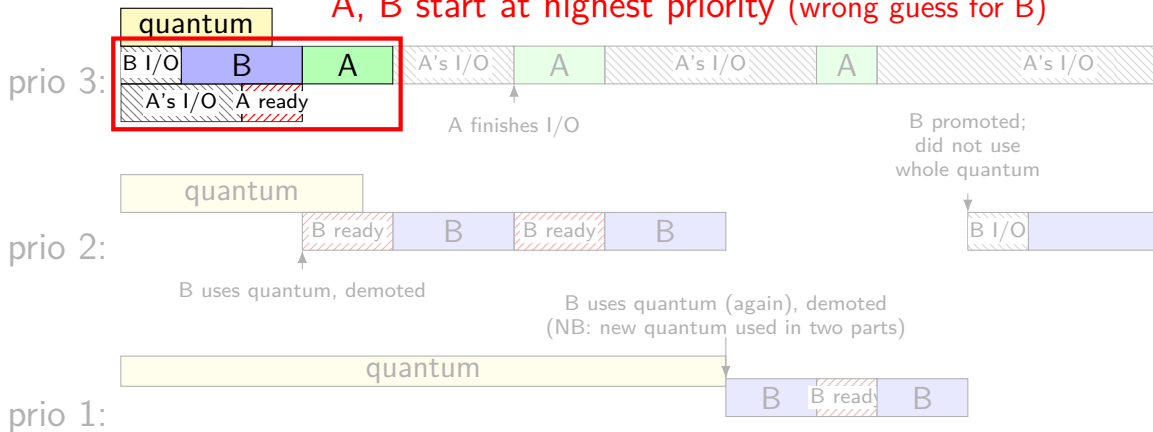 A, B start at highest priority (wrong guess for B)
quantum
prio 3:
B I/O B A A's I/O A A's I/O A A's I/O
A's I/O A ready
A finishes I/O
B promoted;
did not use
whole quantum
quantum
prio 2:
B ready B B ready B B I/O
B uses quantum, demoted
B uses quantum (again), demoted
(NB: new quantum used in two parts)
quantum
prio 1:
B B ready B